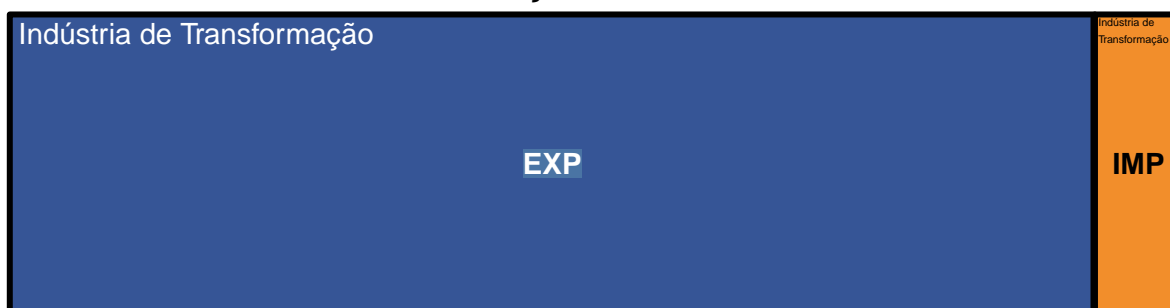 Indústria de Transformação
Indústria de
Transformação
EXP
IMP